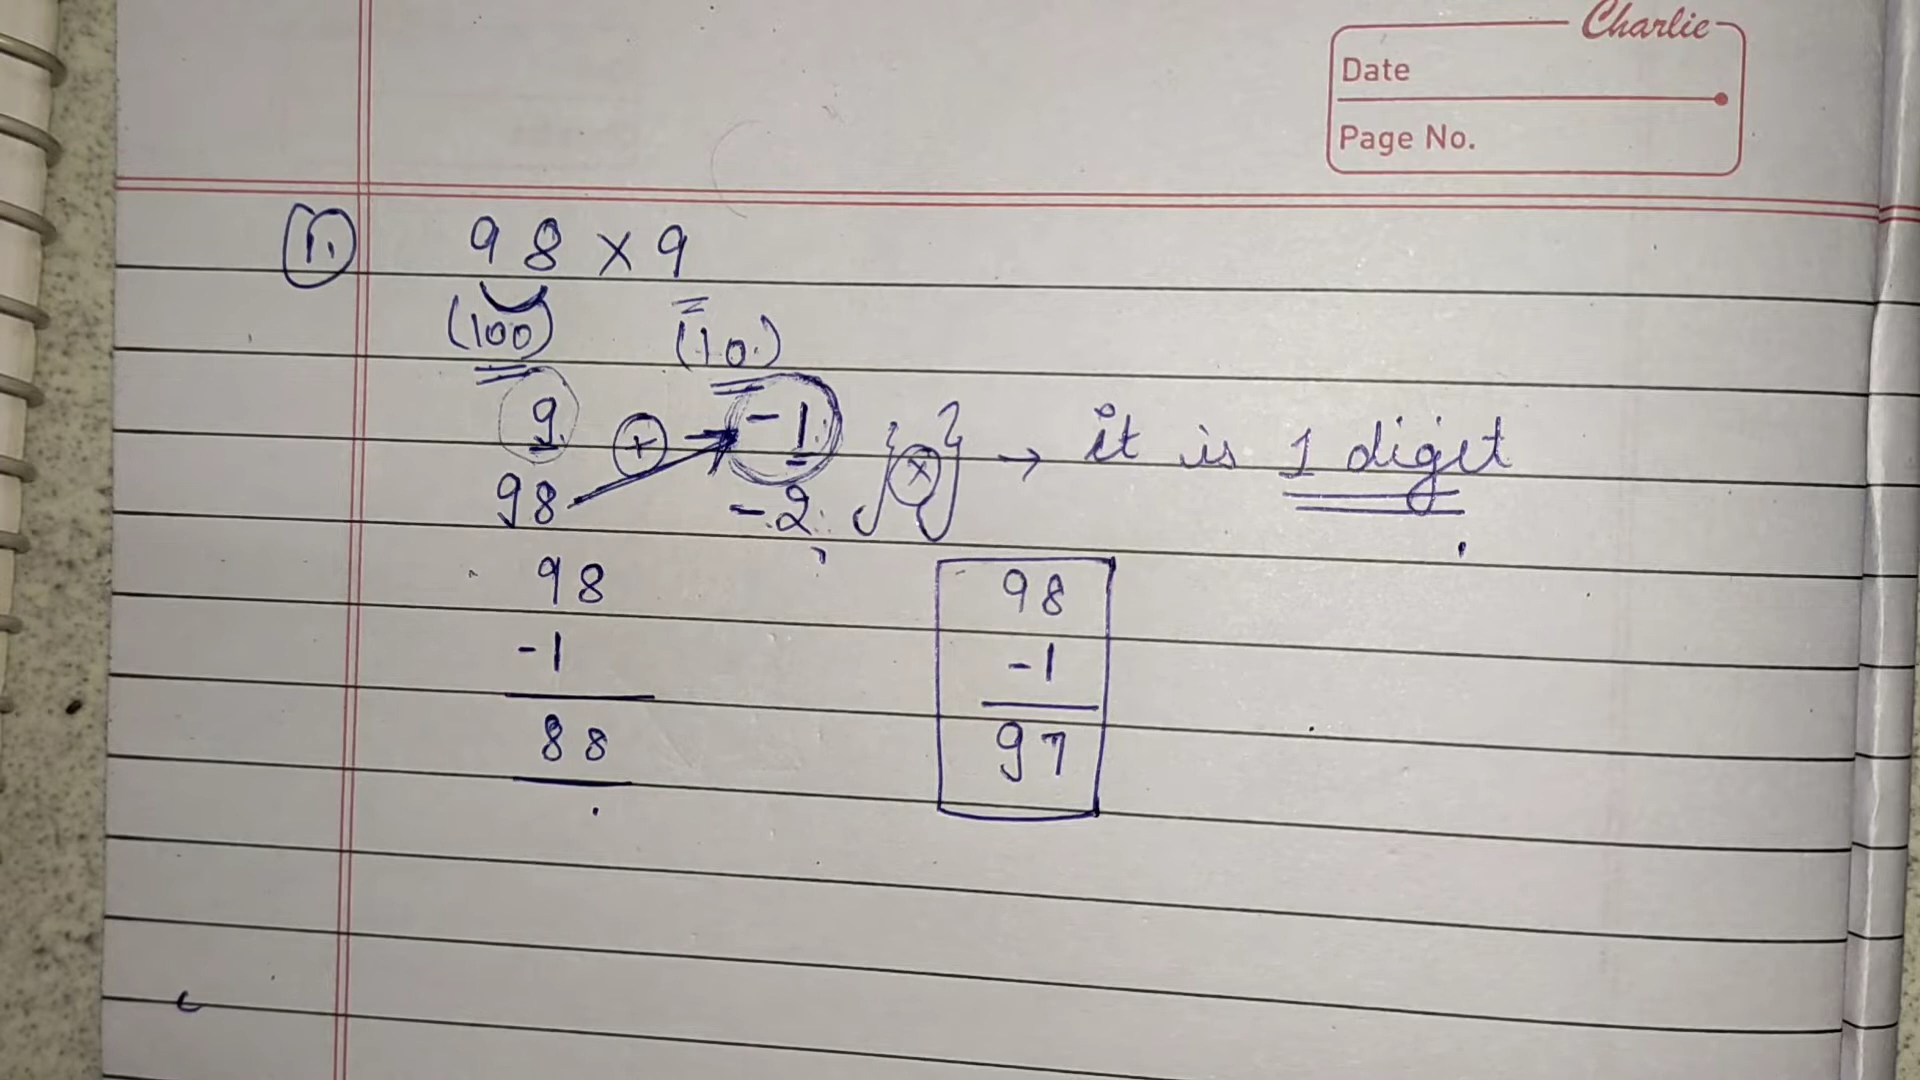 Charlie
Date
Page No.
1. 98 × 9
(100) (10)
9 + → -1
98 -2 } × } → it is 1 digit
98
-1
88
98
-1
97